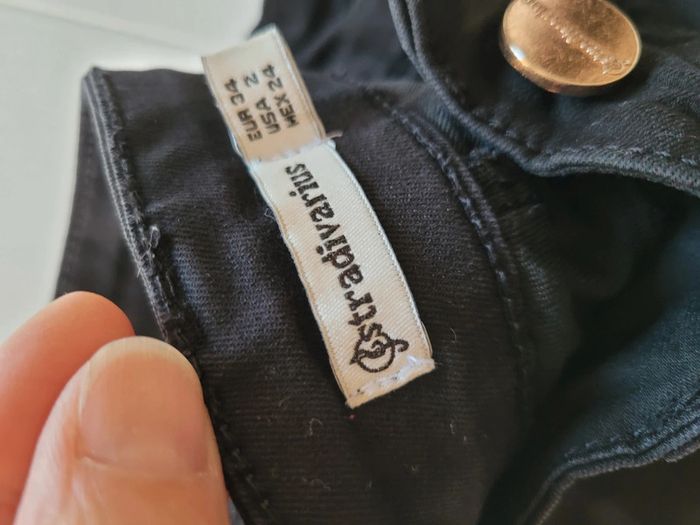 EUR 34
USA 2
MEX 24
stradivarius